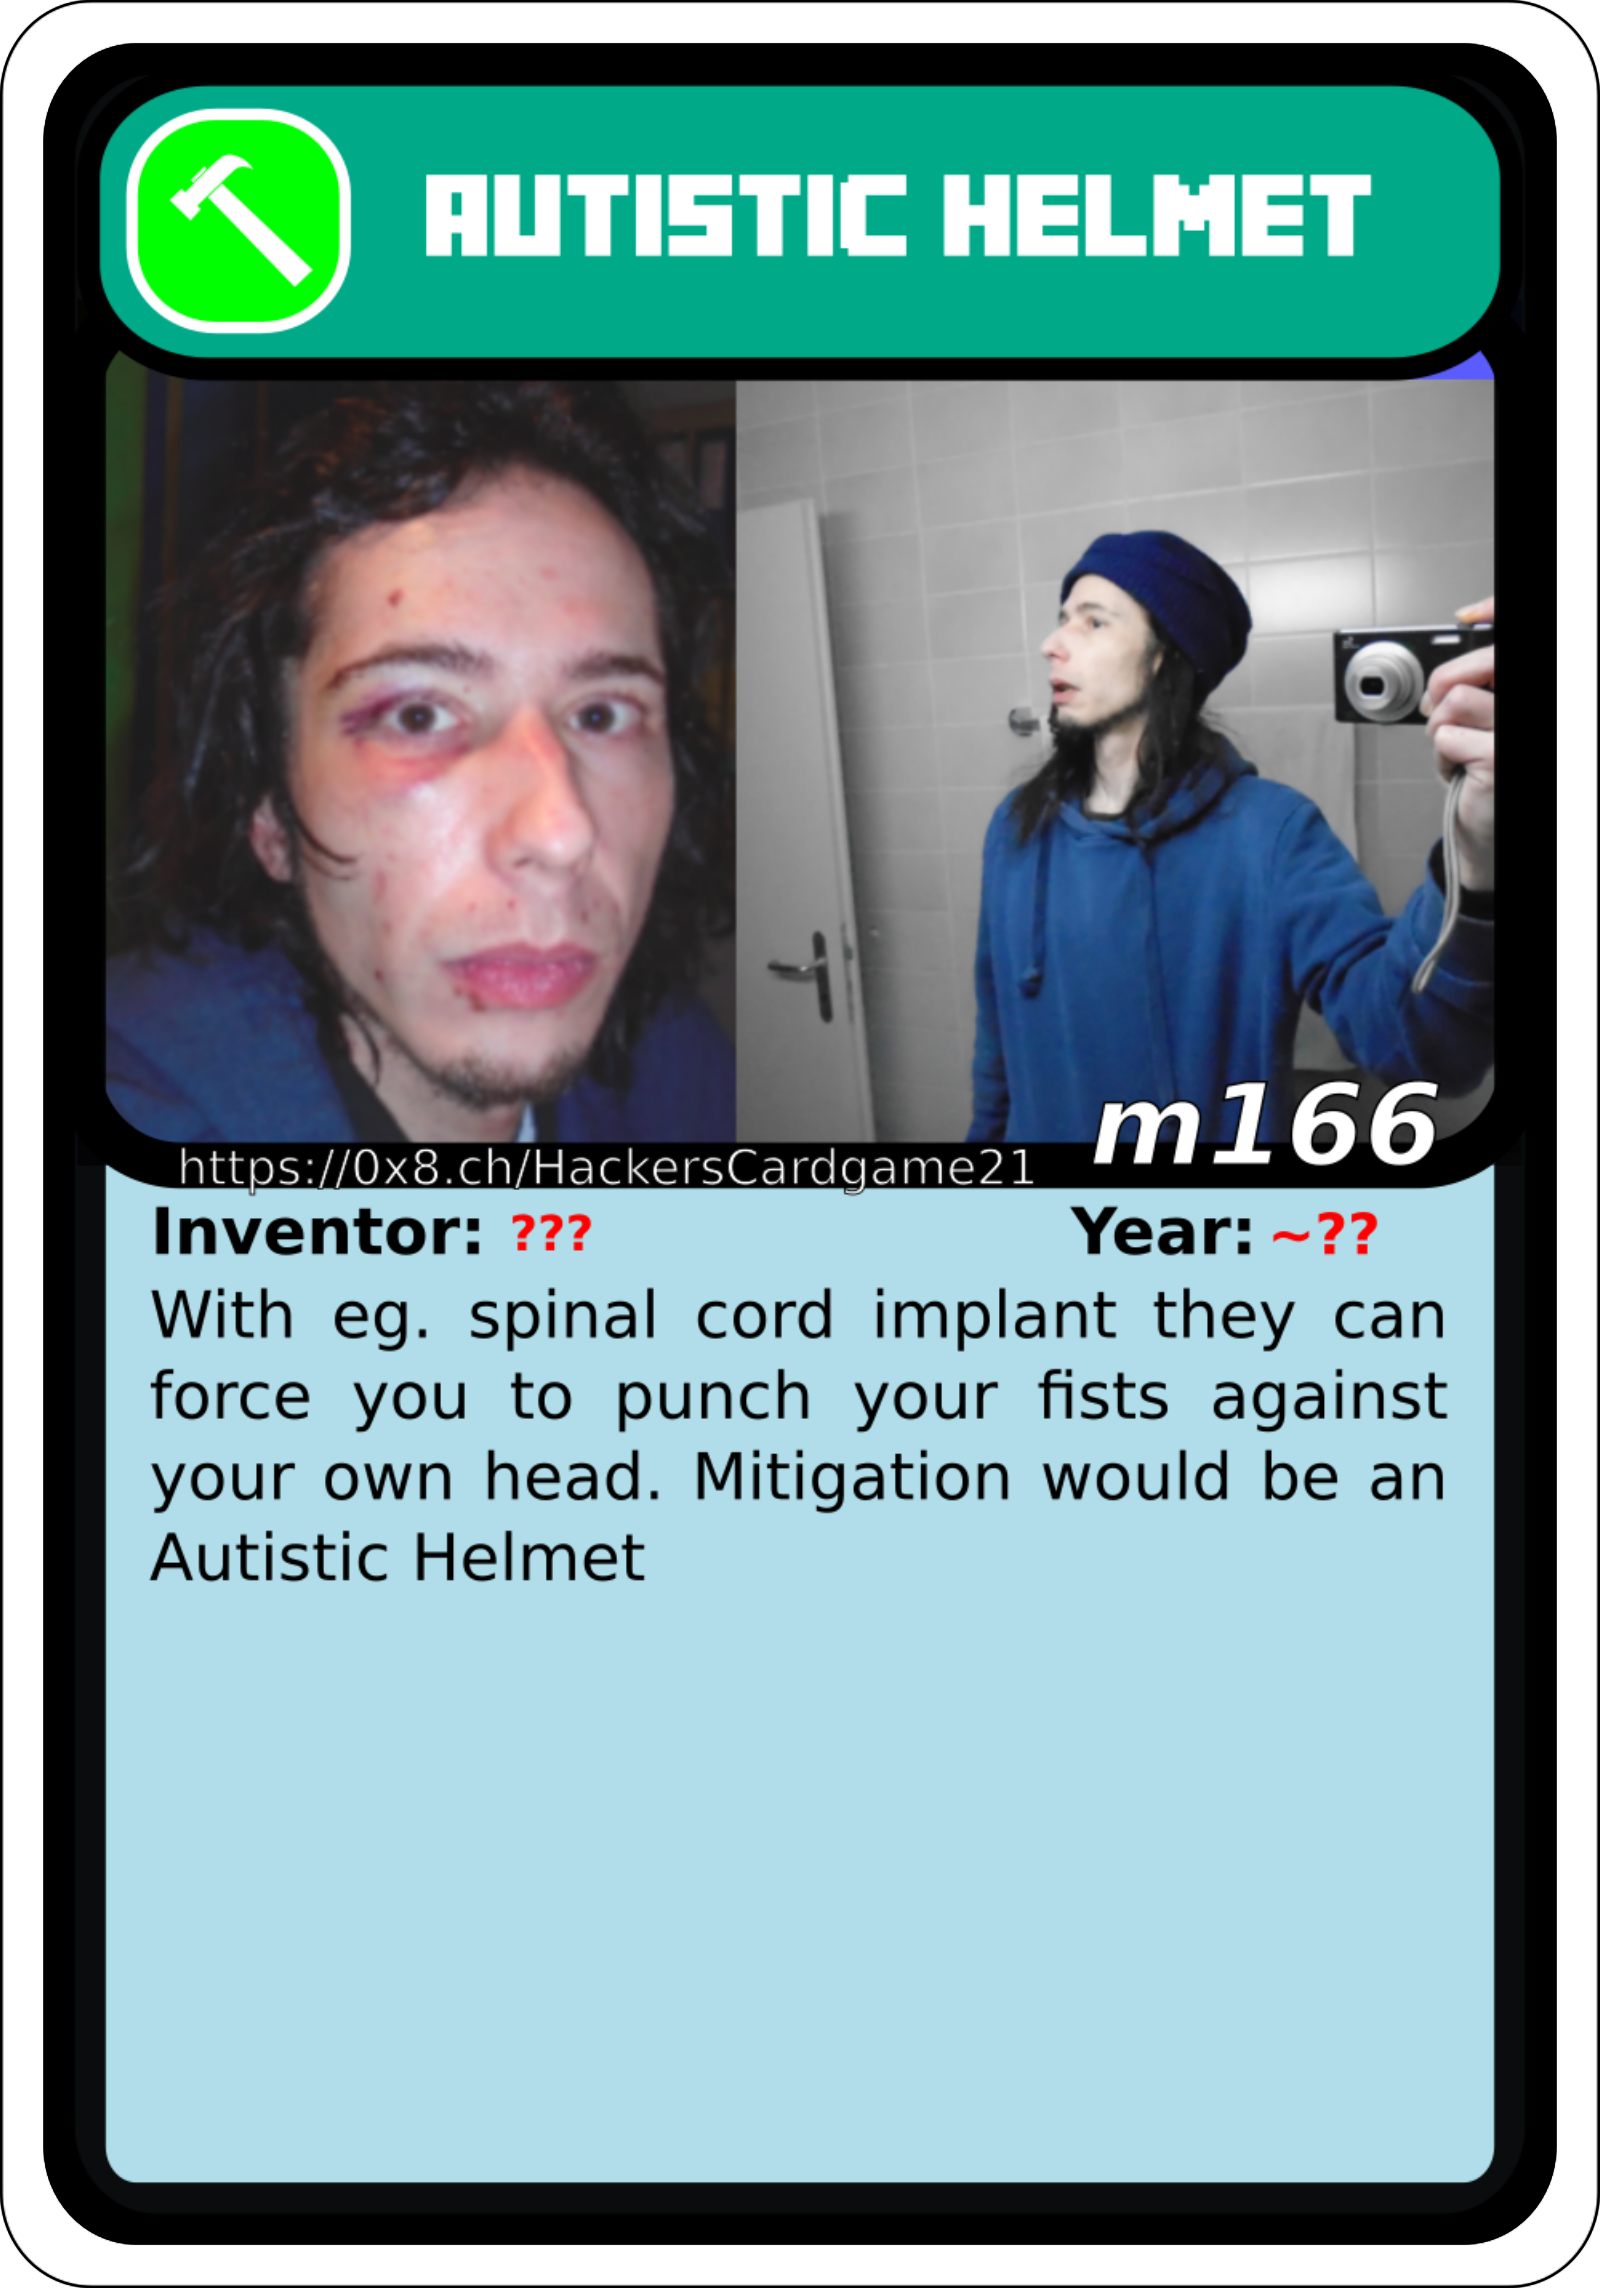 AUTISTIC HELMET
m166
https://0x8.ch/HackersCardgame21
Inventor: ??? Year: ~??
With eg. spinal cord implant they can
force you to punch your fists against
your own head. Mitigation would be an
Autistic Helmet